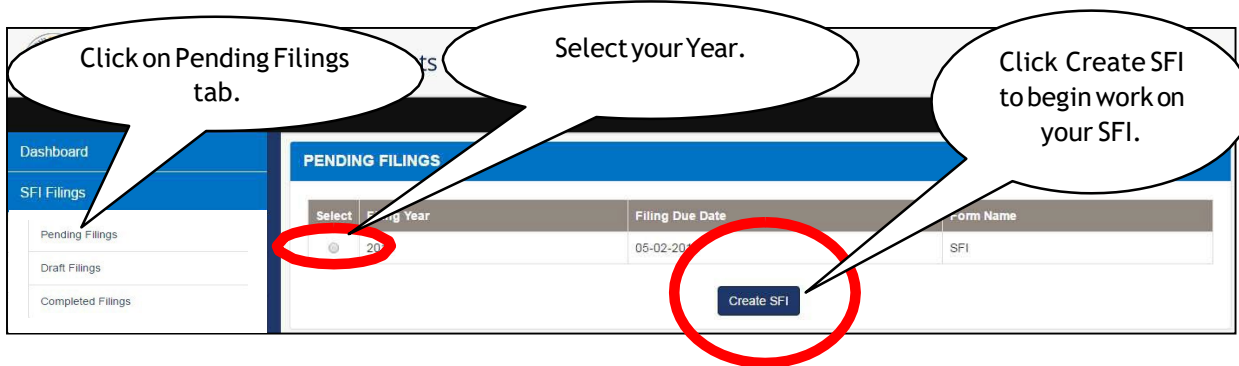 Click on Pending Filings
tab.
Select your Year.
Click Create SFI
to begin work on
your SFI.
Dashboard
SFI Filings
Pending Filings
Draft Filings
Completed Filings
PENDING FILINGS
Select Year Filing Due Date Form Name
SFI
Create SFI